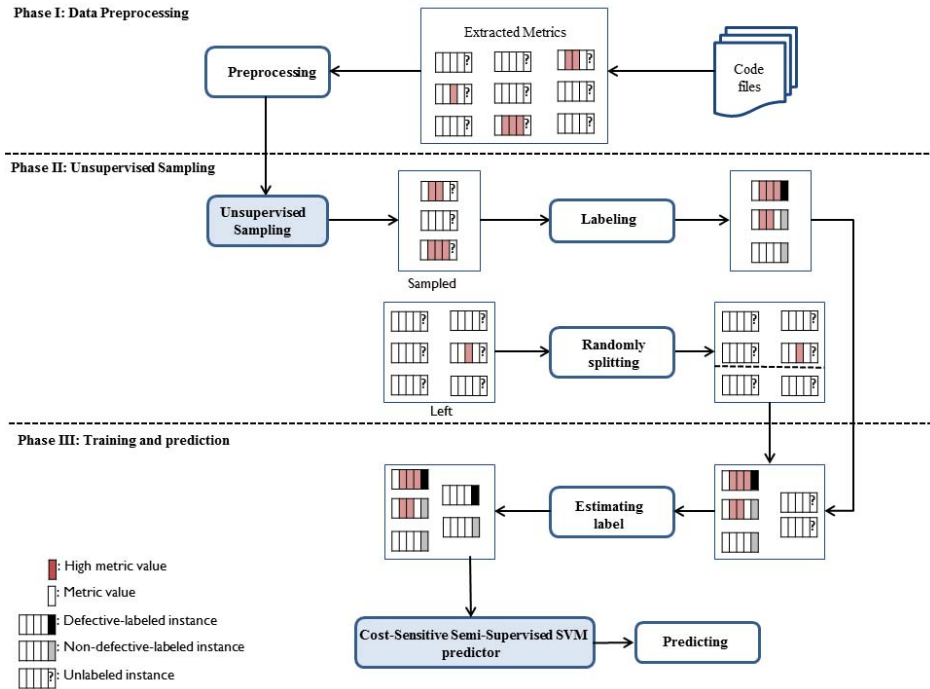 Phase I: Data Preprocessing
Extracted Metrics
? ? ?
? ? ?
? ? ?
Preprocessing
Code
files
Phase II: Unsupervised Sampling
Unsupervised
Sampling
?
?
?
Sampled
Labeling
? ?
? ?
? ?
Left
Randomly
splitting
? ?
? ?
? ?
Phase III: Training and prediction
Estimating
label
?
?
Cost-Sensitive Semi-Supervised SVM
predictor
Predicting
: High metric value
: Metric value
: Defective-labeled instance
: Non-defective-labeled instance
?: Unlabeled instance